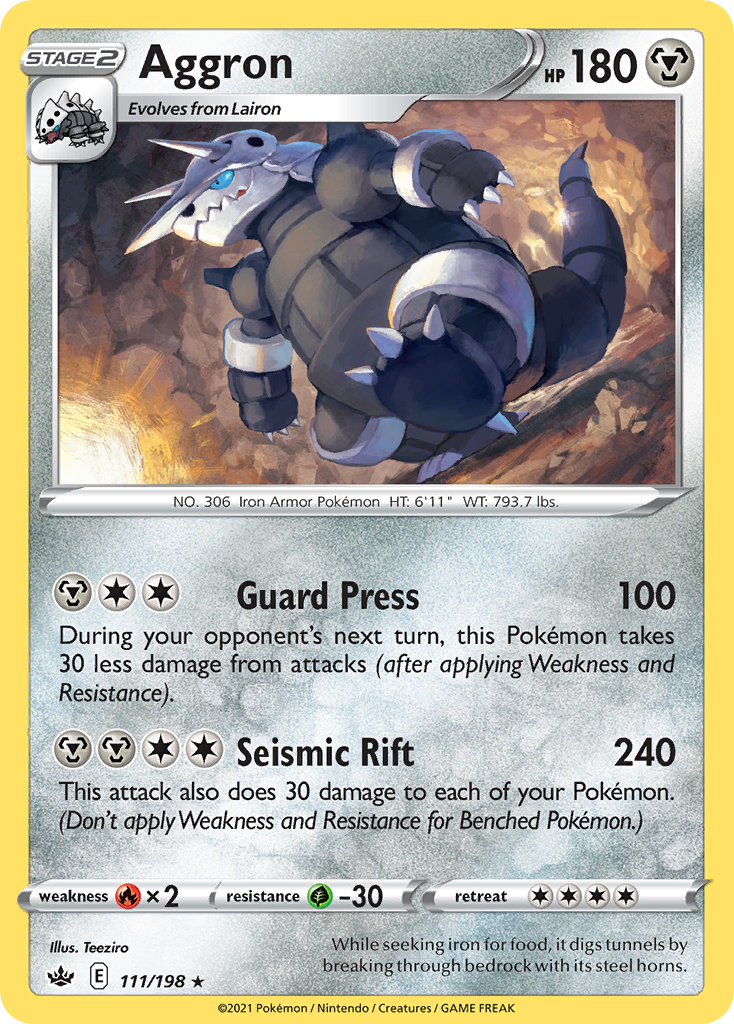 STAGE 2
Aggron
HP 180
Evolves from Lairon
NO. 306 Iron Armor Pokémon HT: 6'11" WT: 793.7 lbs.
Guard Press 100
During your opponent's next turn, this Pokémon takes
30 less damage from attacks (after applying Weakness and
Resistance).
Seismic Rift 240
This attack also does 30 damage to each of your Pokémon.
(Don't apply Weakness and Resistance for Benched Pokémon.)
weakness ×2 resistance -30 retreat
Illus. Teeziro
While seeking iron for food, it digs tunnels by
breaking through bedrock with its steel horns.
E 111/198 ★
©2021 Pokémon / Nintendo / Creatures / GAME FREAK